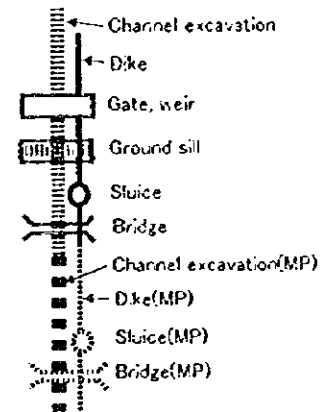 Channel excavation
Dike
Gate, weir
Ground sill
Sluice
Bridge
Channel excavation(MP)
Dike(MP)
Sluice(MP)
Bridge(MP)